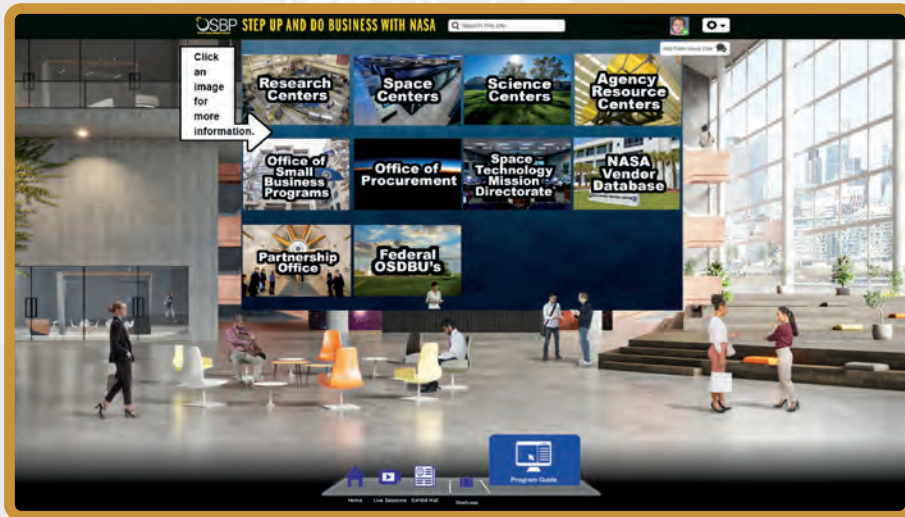 OSBP STEP UP AND DO BUSINESS WITH NASA
Search this site
Click
an
image
for
more
information.
Research
Centers
Space
Centers
Science
Centers
Agency
Resource
Centers
Office of
Small
Business
Programs
Office of
Procurement
Space
Technology
Mission
Directorate
NASA
Vendor
Database
Partnership
Office
Federal
OSDBU's
Program Guide
Home
Live Sessions
Exhibit Hall
Briefcase